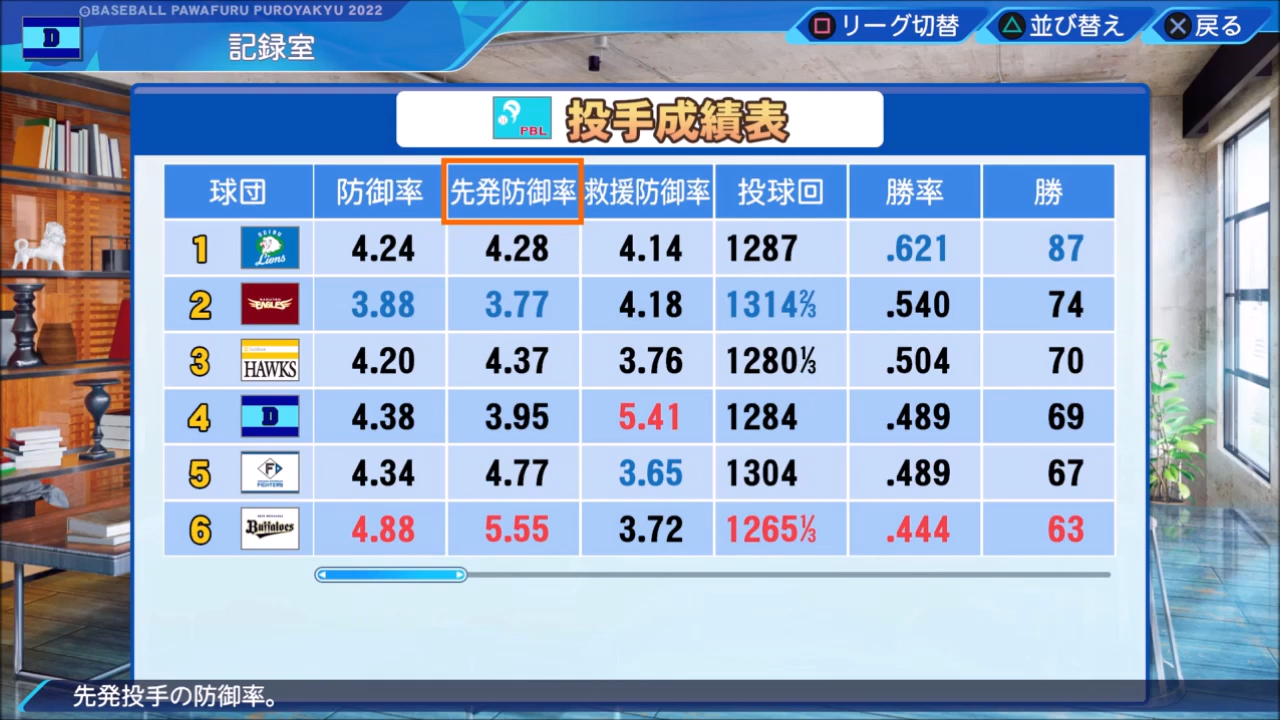 ©BASEBALL PAWAFURU PUROYAKYU 2022
D
記録室
リーグ切替 並び替え 戻る
PBL 投手成績表
球団 防御率 先発防御率 救援防御率 投球回 勝率 勝
1 Lions 4.24 4.28 4.14 1287 .621 87
2 EAGLES 3.88 3.77 4.18 1314⅔ .540 74
3 HAWKS 4.20 4.37 3.76 1280⅓ .504 70
4 D 4.38 3.95 5.41 1284 .489 69
5 F FIGHTERS 4.34 4.77 3.65 1304 .489 67
6 Buffaloes 4.88 5.55 3.72 1265⅓ .444 63
先発投手の防御率。